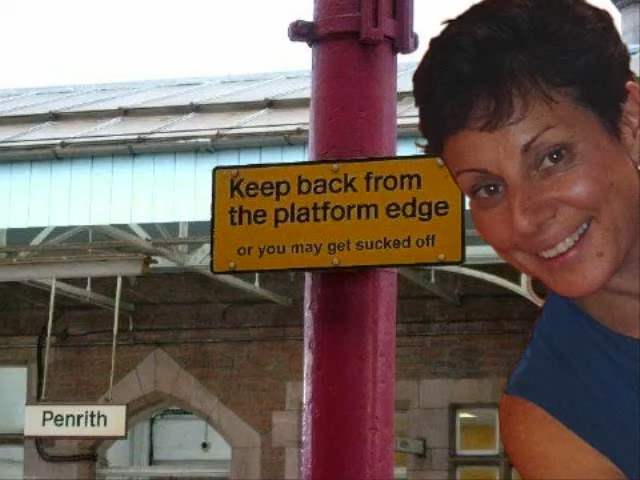 Keep back from
the platform edge
or you may get sucked off
Penrith